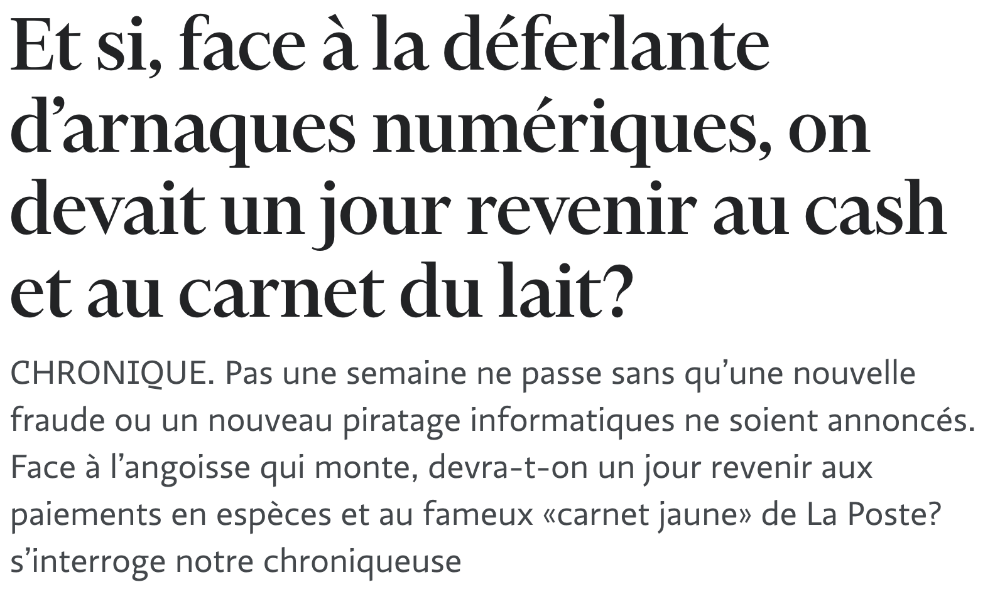 Et si, face à la déferlante
d’arnaques numériques, on
devait un jour revenir au cash
et au carnet du lait?
CHRONIQUE. Pas une semaine ne passe sans qu’une nouvelle
fraude ou un nouveau piratage informatiques ne soient annoncés.
Face à l’angoisse qui monte, devra-t-on un jour revenir aux
paiements en espèces et au fameux «carnet jaune» de La Poste?
s’interroge notre chroniqueuse